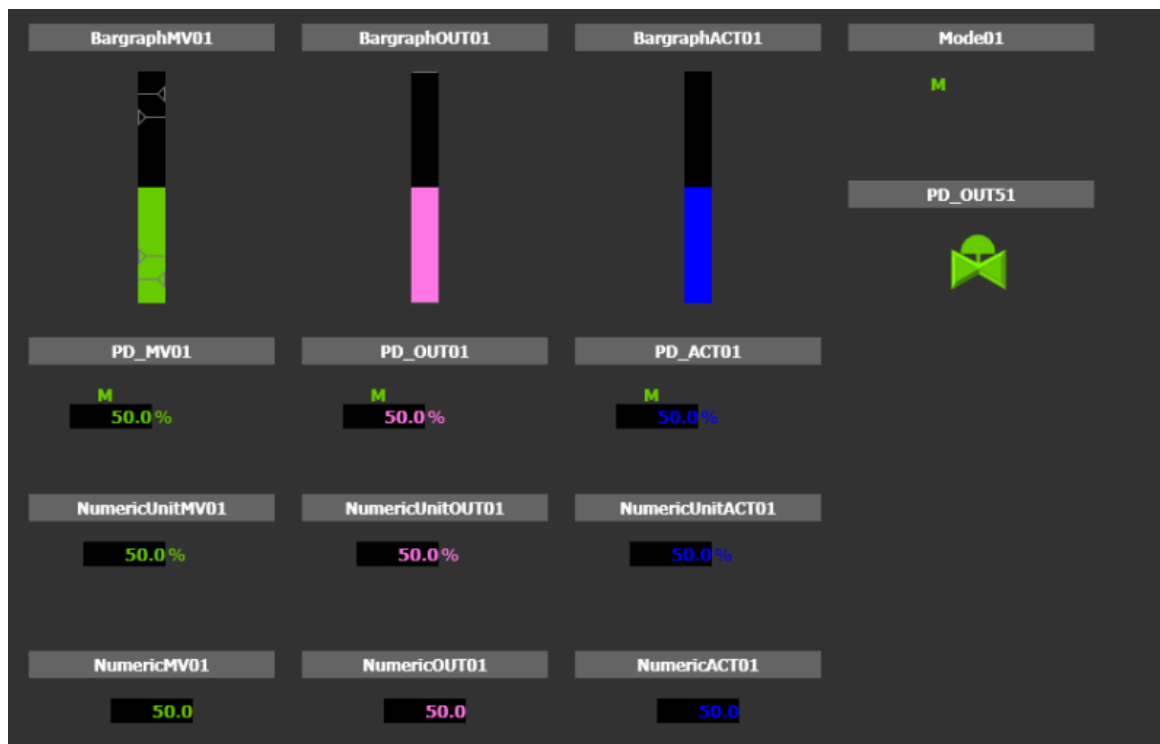 BargraphMV01 BargraphOUT01 BargraphACT01 Mode01
M
PD_OUT51
PD_MV01 PD_OUT01 PD_ACT01
M M M
50.0% 50.0% 50.0%
NumericUnitMV01 NumericUnitOUT01 NumericUnitACT01
50.0% 50.0% 50.0%
NumericMV01 NumericOUT01 NumericACT01
50.0 50.0 50.0